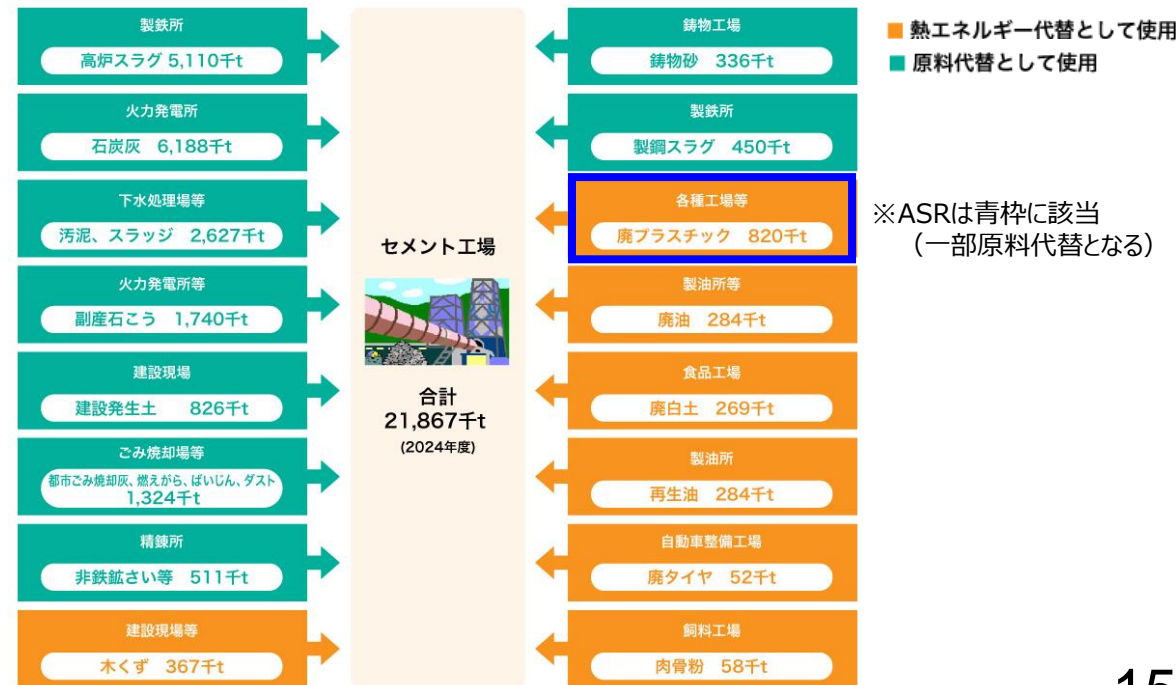 製鉄所
高炉スラグ 5,110千t
火力発電所
石炭灰 6,188千t
下水処理場等
汚泥、スラッジ 2,627千t
火力発電所等
副産石こう 1,740千t
建設現場
建設発生土 826千t
ごみ焼却場等
都市ごみ焼却灰、燃えがら、ばいじん、ダスト
1,324千t
精錬所
非鉄鉱さい等 511千t
建設現場等
木くず 367千t
セメント工場
合計
21,867千t
(2024年度)
鋳物工場
鋳物砂 336千t
製鉄所
製鋼スラグ 450千t
各種工場等
廃プラスチック 820千t
製油所等
廃油 284千t
食品工場
廃白土 269千t
製油所
再生油 284千t
自動車整備工場
廃タイヤ 52千t
飼料工場
肉骨粉 58千t
熱エネルギー代替として使用
原料代替として使用
※ASRは青枠に該当
（一部原料代替となる）
15